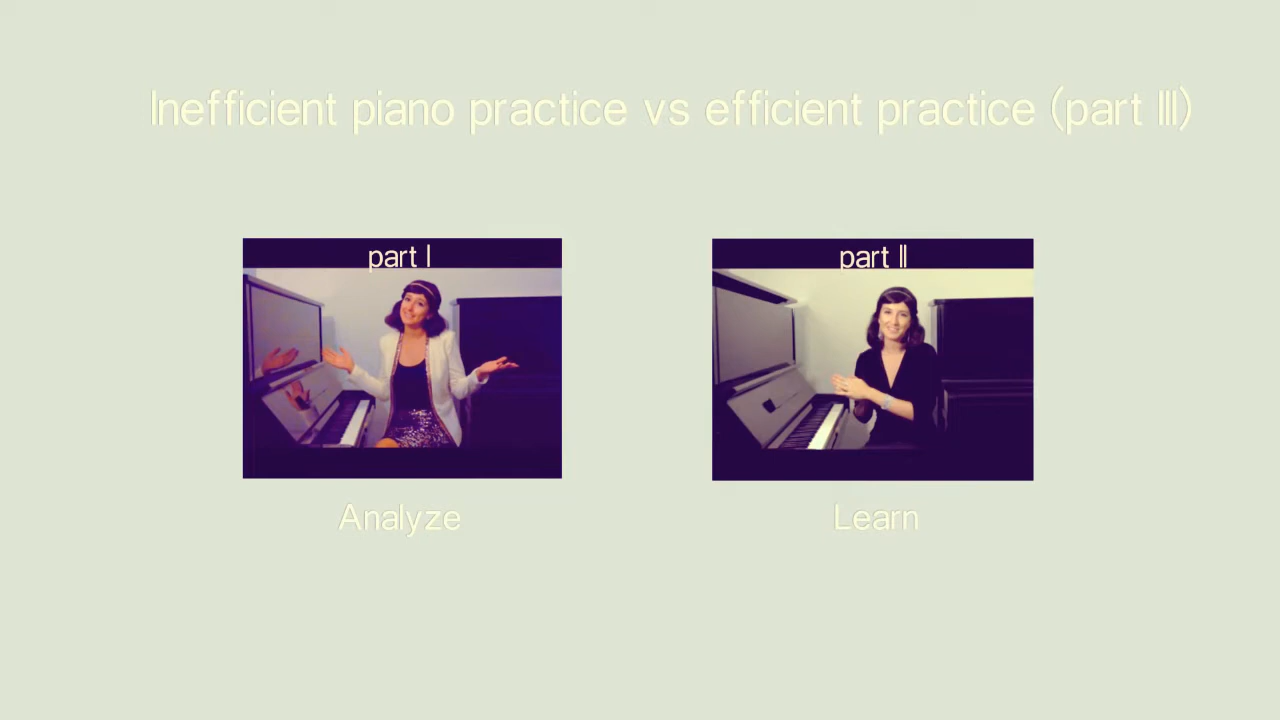 Inefficient piano practice vs efficient practice (part III)
part I
part II
Analyze
Learn